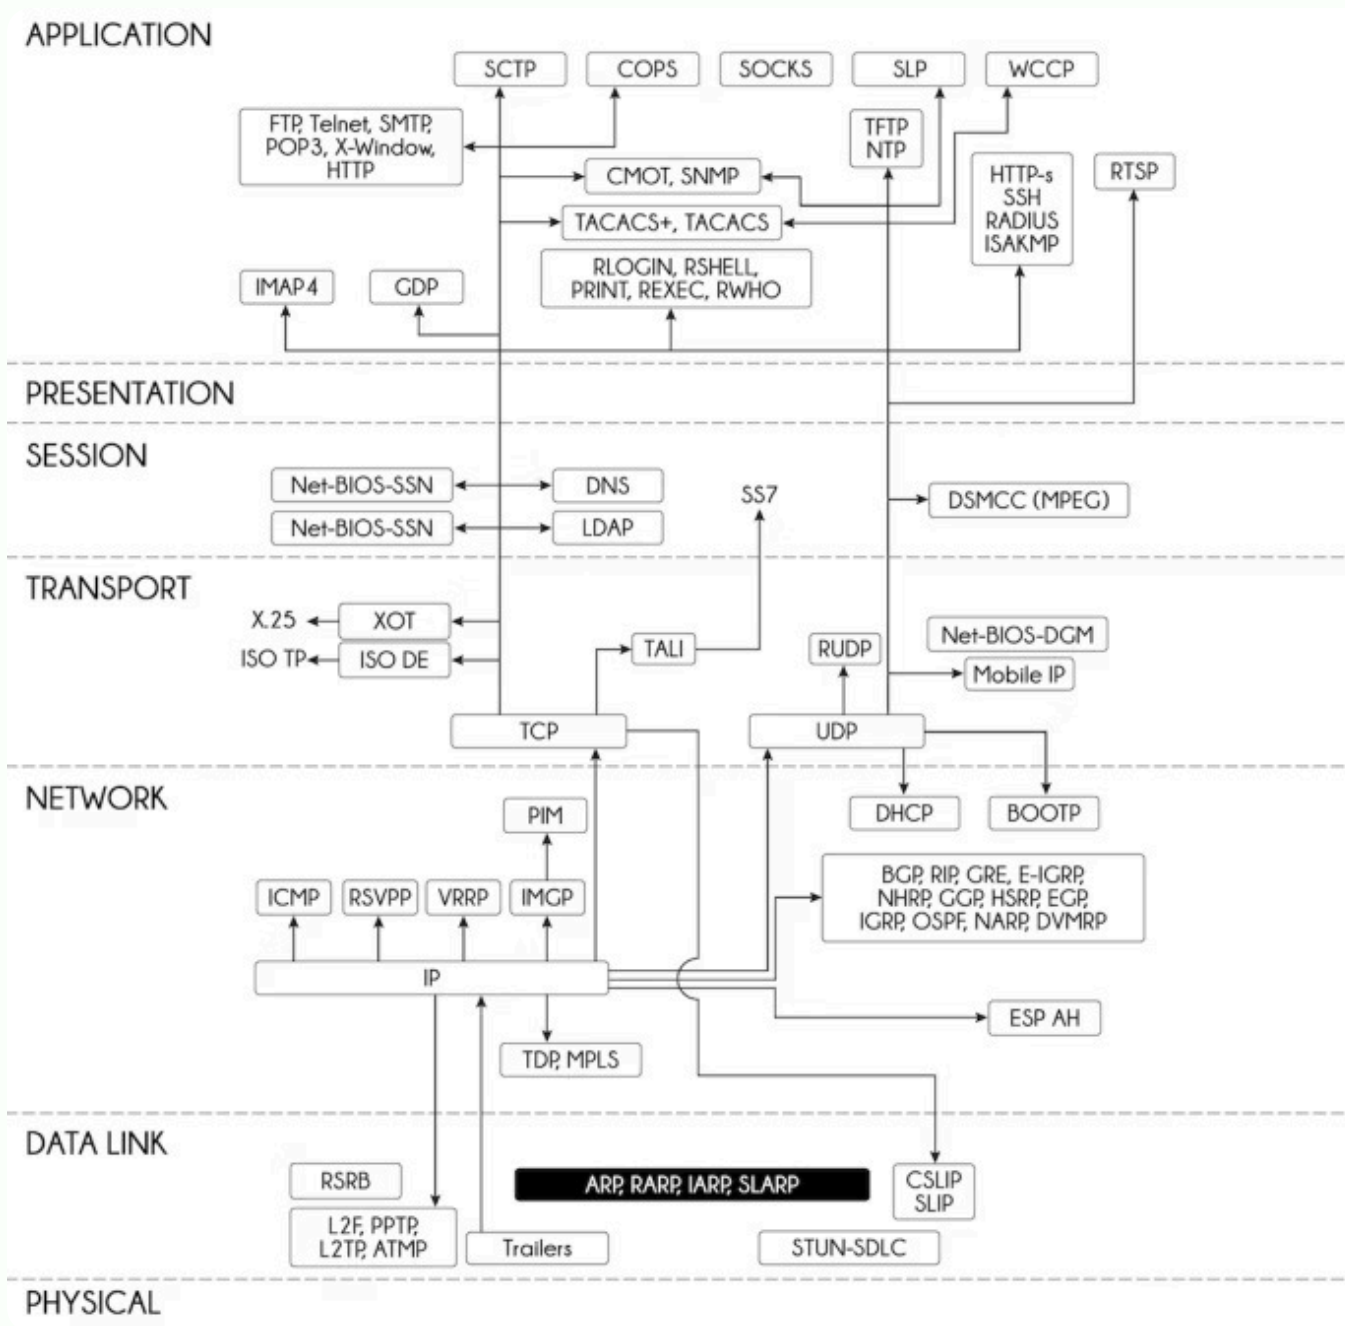 APPLICATION
SCTP
COPS
SOCKS
SLP
WCCP
FTP, Telnet, SMTP,
POP3, X-Window,
HTTP
TFTP
NTP
CMOT, SNMP
HTTP-s
SSH
RADIUS
ISAKMP
RTSP
TACACS+, TACACS
RLOGIN, RSHELL,
PRINT, REXEC, RWHO
IMAP4
GDP
PRESENTATION
SESSION
Net-BIOS-SSN
DNS
SS7
DSMCC (MPEG)
Net-BIOS-SSN
LDAP
TRANSPORT
X.25
XOT
ISO TP
ISO DE
TALI
RUDP
Net-BIOS-DGM
Mobile IP
TCP
UDP
NETWORK
PIM
DHCP
BOOTP
ICMP
RSVPP
VRRP
IMGP
BGP, RIP, GRE, E-IGRP,
NHRP, GGP, HSRP, EGP,
IGRP, OSPF, NARP, DVMRP
IP
ESP AH
TDP, MPLS
DATA LINK
RSRB
ARP, RARP, IARP, SLARP
CSLIP
SLIP
L2F, PPTP,
L2TP, ATMP
Trailers
STUN-SDLC
PHYSICAL